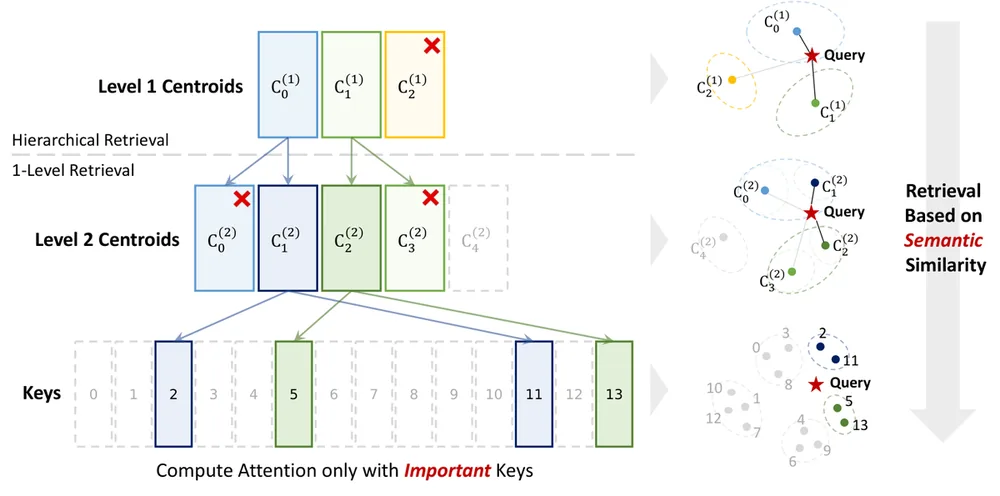 Level 1 Centroids
C₀⁽¹⁾ C₁⁽¹⁾ C₂⁽¹⁾
Hierarchical Retrieval
1-Level Retrieval
Level 2 Centroids
C₀⁽²⁾ C₁⁽²⁾ C₂⁽²⁾ C₃⁽²⁾ C₄⁽²⁾
Keys
0 1 2 3 4 5 6 7 8 9 10 11 12 13
Compute Attention only with Important Keys
C₀⁽¹⁾
Query
C₂⁽¹⁾
C₁⁽¹⁾
C₀⁽²⁾ C₁⁽²⁾
Query
C₄⁽²⁾ C₂⁽²⁾
C₃⁽²⁾
3 2
0 11
8 Query
10 1 5
12 13
7 4
6 9
Retrieval
Based on
Semantic
Similarity